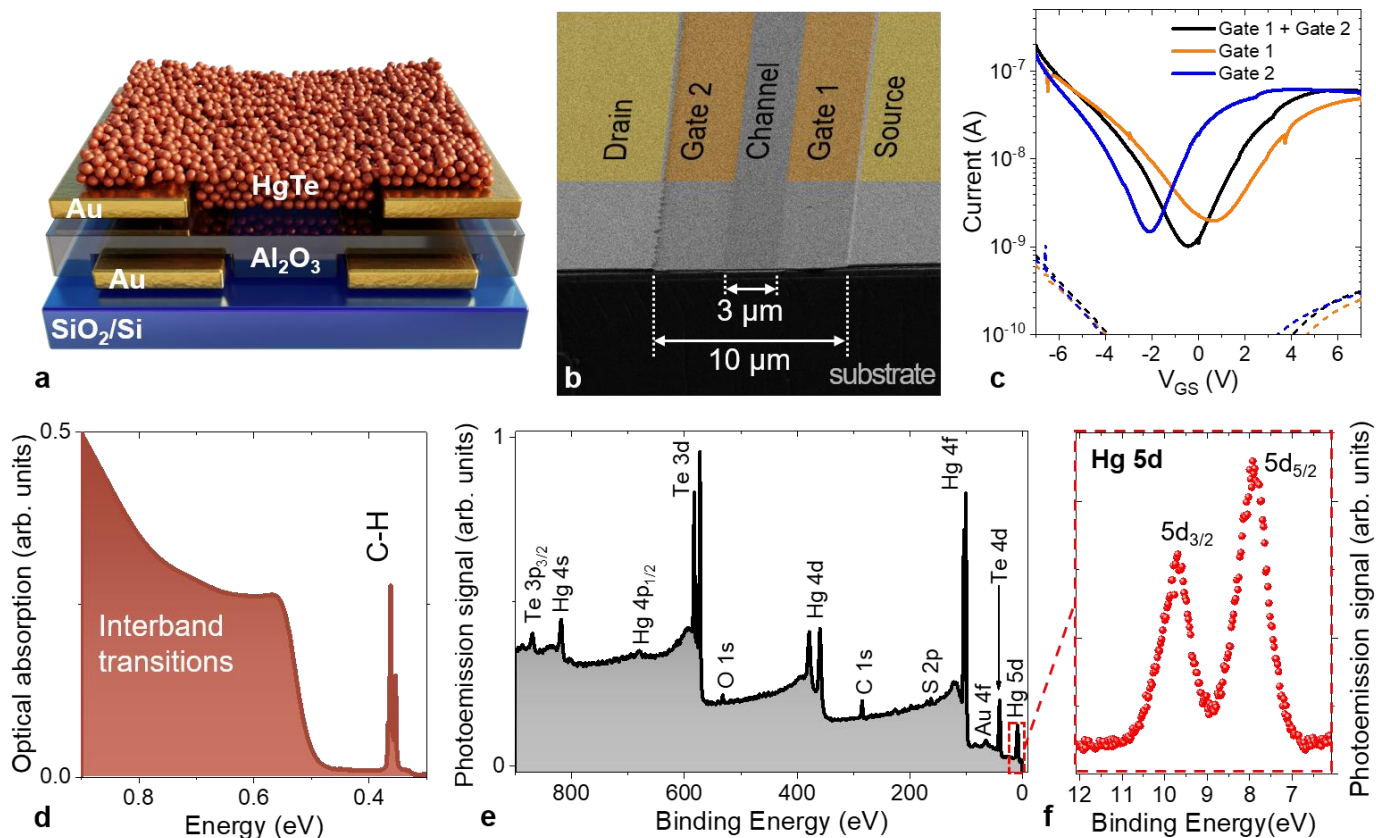 HgTe
Au
Al2O3
Au
SiO2/Si
a
Drain
Gate 2
Channel
Gate 1
Source
3 μm
10 μm
substrate
b
Current (A)
10-7
10-8
10-9
10-10
Gate 1 + Gate 2
Gate 1
Gate 2
-6 -4 -2 0 2 4 6
VGS (V)
c
Optical absorption (arb. units)
0.5
0.0
Interband
transitions
C-H
0.8 0.6 0.4
Energy (eV)
d
Photoemission signal (arb. units)
1
0
Te 3p3/2
Hg 4s
Hg 4p1/2
Te 3d
O 1s
Hg 4d
C 1s
S 2p
Hg 4f
Au 4f
Te 4d
Hg 5d
800 600 400 200 0
Binding Energy (eV)
e
Hg 5d
5d3/2
5d5/2
12 11 10 9 8 7
Binding Energy(eV)
Photoemission signal (arb. units)
f